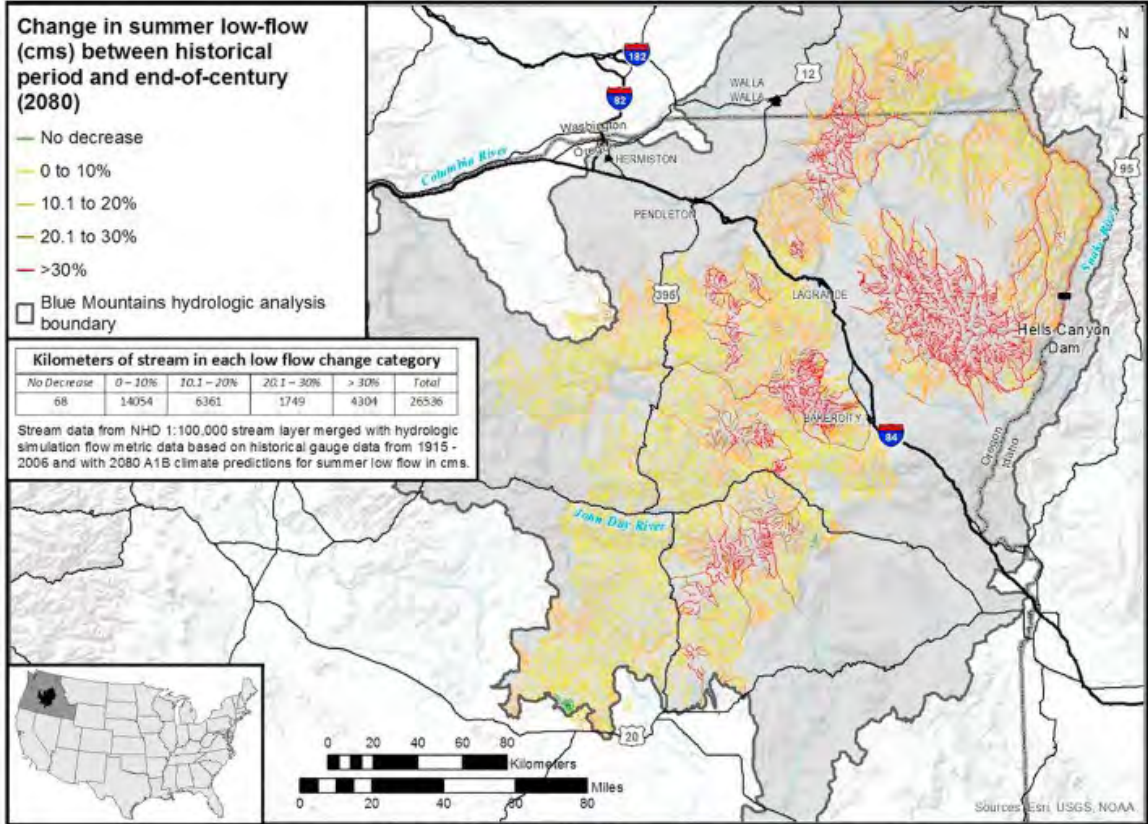 Change in summer low-flow
(cms) between historical
period and end-of-century
(2080)
No decrease
0 to 10%
10.1 to 20%
20.1 to 30%
>30%
Blue Mountains hydrologic analysis
boundary
Kilometers of stream in each low flow change category
No Decrease 0 – 10% 10.1 – 20% 20.1 – 30% > 30% Total
68 14054 6361 1749 4304 26536
Stream data from NHD 1:100,000 stream layer merged with hydrologic
simulation flow metric data based on historical gauge data from 1915 -
2006 and with 2080 A1B climate predictions for summer low flow in cms.
N
182
82
12
WALLA
WALLA
Washington
Oregon
HERMISTON
Columbia River
95
PENDLETON
Snake River
395
LAGRANDE
Hells Canyon
Dam
BAKERCITY
84
Oregon
Idaho
John Day River
20
0 20 40 60 80
Kilometers
Miles
0 20 40 60 80
Sources: Esri, USGS, NOAA